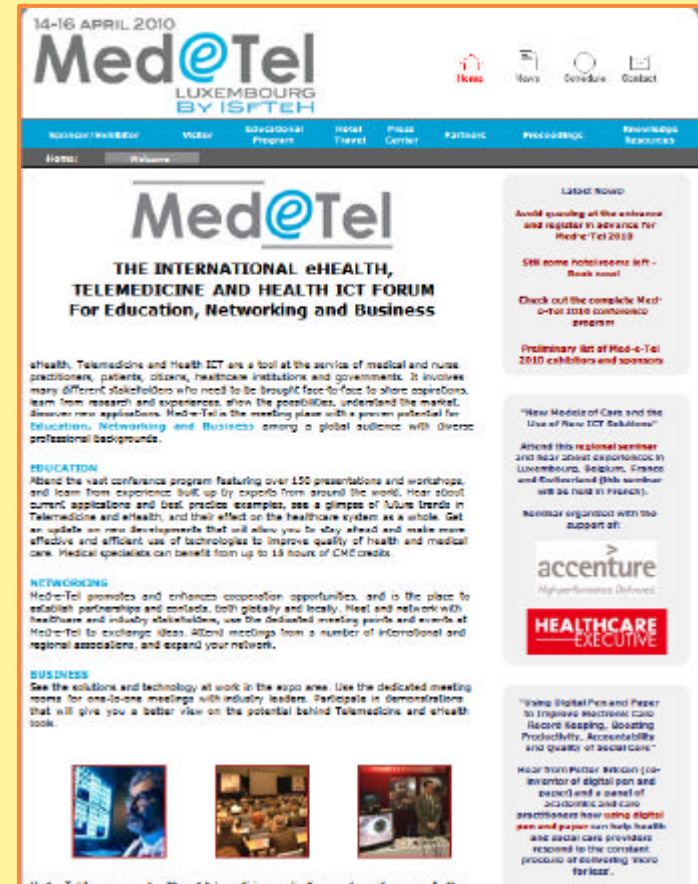 14-16 APRIL 2010
Med@Tel
LUXEMBOURG
BY ISFTEH
Home News Schedule Contact
Sponsor/Exhibitor Visitor Educational Program Hotel Travel Press Center Partners Proceedings Knowledge Resources
Home: Welcome
Med@Tel
THE INTERNATIONAL eHEALTH,
TELEMEDICINE AND HEALTH ICT FORUM
For Education, Networking and Business
eHealth, Telemedicine and Health ICT are a tool at the service of medical and nurse
practitioners, patients, citizens, healthcare institutions and governments. It involves
many different stakeholders who need to be brought face-to-face to share aspirations,
learn from research and experiences, show the possibilities, understand the market,
discover new applications. Med-e-Tel is the meeting place with a proven potential for
Education, Networking and Business among a global audience with diverse
professional backgrounds.
EDUCATION
Attend the vast conference program featuring over 150 presentations and workshops,
and learn from experience built up by experts from around the world. Hear about
current applications and best practice examples, see a glimpse of future trends in
Telemedicine and eHealth, and their effect on the healthcare system as a whole. Get
an update on new developments that will allow you to stay ahead and make more
effective and efficient use of technologies to improve quality of health and medical
care. Medical specialists can benefit from up to 18 hours of CME credits.
NETWORKING
Med-e-Tel promotes and enhances cooperation opportunities, and is the place to
establish partnerships and contacts, both globally and locally. Meet and network with
healthcare and industry stakeholders, use the dedicated meeting points and events at
Med-e-Tel to exchange ideas. Attend meetings from a number of international and
regional associations, and expand your network.
BUSINESS
See the solutions and technology at work in the expo area. Use the dedicated meeting
rooms for one-to-one meetings with industry leaders. Participate in demonstrations
that will give you a better view on the potential behind Telemedicine and eHealth
tools.
Latest News!
Avoid queuing at the entrance
and register in advance for
Med-e-Tel 2010
Still some hotel rooms left -
Book now!
Check out the complete Med-
e-Tel 2010 conference
program
Preliminary list of Med-e-Tel
2010 exhibitors and sponsors
"New Models of Care and the
Use of New ICT Solutions"
Attend this regional seminar
and hear about experiences in
Luxembourg, Belgium, France
and Switzerland (this seminar
will be held in French).
Seminar organized with the
support of:
accenture
High performance. Delivered.
HEALTHCARE
EXECUTIVE
"Using Digital Pen and Paper
to Improve Electronic Care
Record Keeping, Boosting
Productivity, Accountability
and Quality of Social Care"
Hear from Petter Ericson (co-
inventor of digital pen and
paper) and a panel of
academics and care
practitioners how using digital
pen and paper can help health
and social care providers
respond to the constant
pressure of delivering 'more
for less'.